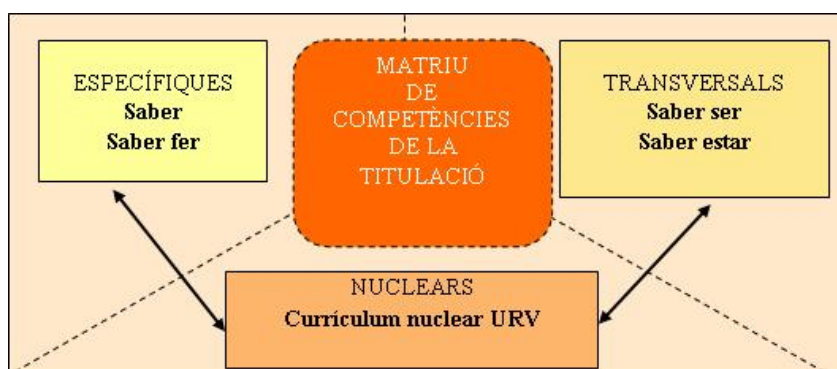 ESPECÍFIQUES
Saber
Saber fer
MATRIU
DE
COMPETÈNCIES
DE LA
TITULACIÓ
TRANSVERSALS
Saber ser
Saber estar
NUCLEARS
Currículum nuclear URV